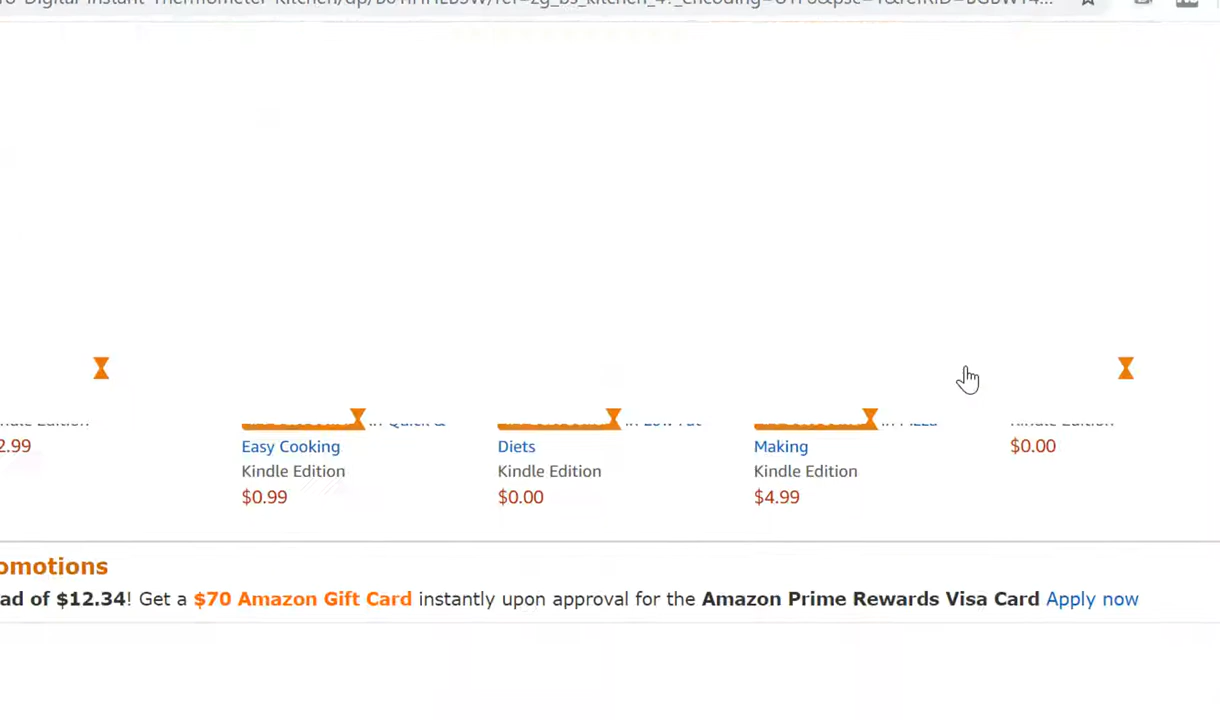 Easy Cooking
Diets
Making
2.99
Kindle Edition
Kindle Edition
Kindle Edition
$0.00
$0.99
$0.00
$4.99
omotions
ad of $12.34! Get a $70 Amazon Gift Card instantly upon approval for the Amazon Prime Rewards Visa Card Apply now